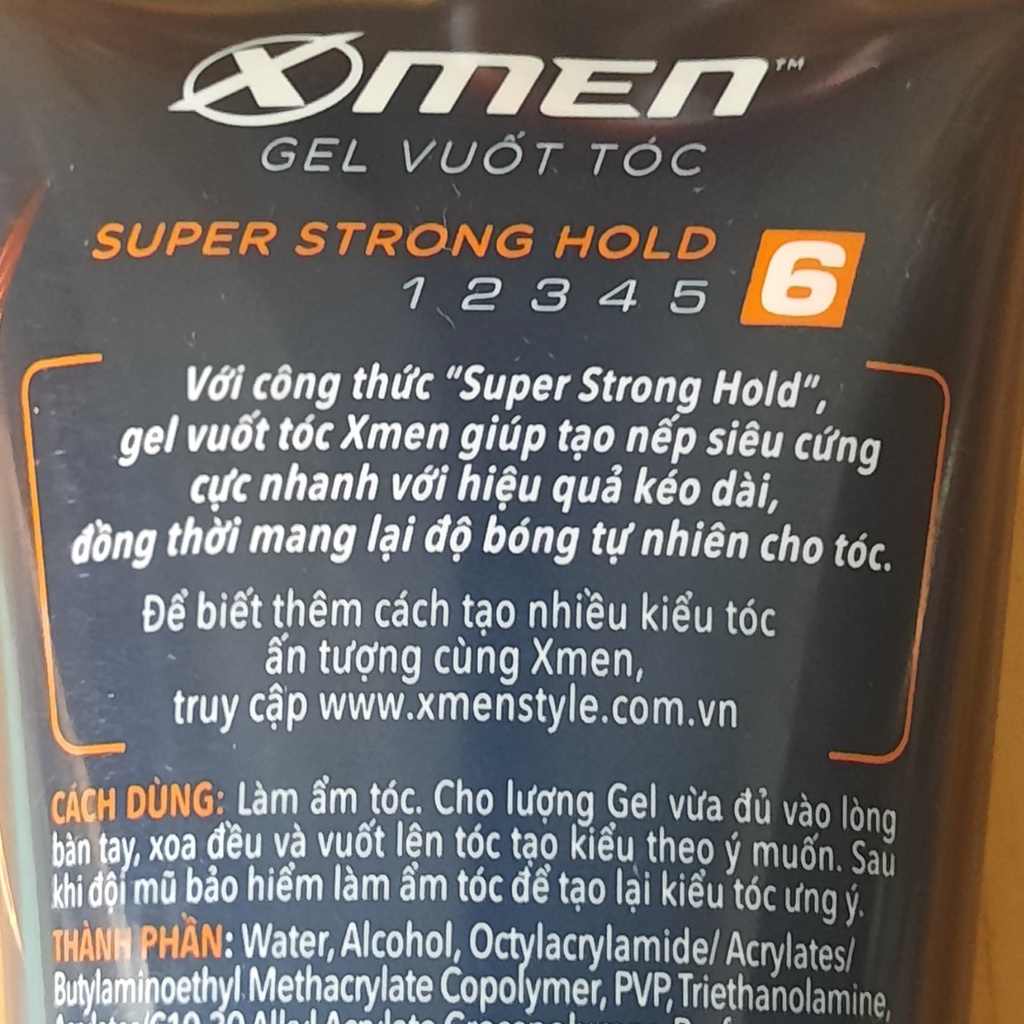 XMEN™
GEL VUỐT TÓC
SUPER STRONG HOLD
1 2 3 4 5 6
Với công thức “Super Strong Hold”,
gel vuốt tóc Xmen giúp tạo nếp siêu cứng
cực nhanh với hiệu quả kéo dài,
đồng thời mang lại độ bóng tự nhiên cho tóc.
Để biết thêm cách tạo nhiều kiểu tóc
ấn tượng cùng Xmen,
truy cập www.xmenstyle.com.vn
CÁCH DÙNG: Làm ẩm tóc. Cho lượng Gel vừa đủ vào lòng
bàn tay, xoa đều và vuốt lên tóc tạo kiểu theo ý muốn. Sau
khi đội mũ bảo hiểm làm ẩm tóc để tạo lại kiểu tóc ưng ý.
THÀNH PHẦN: Water, Alcohol, Octylacrylamide/ Acrylates/
Butylaminoethyl Methacrylate Copolymer, PVP, Triethanolamine,